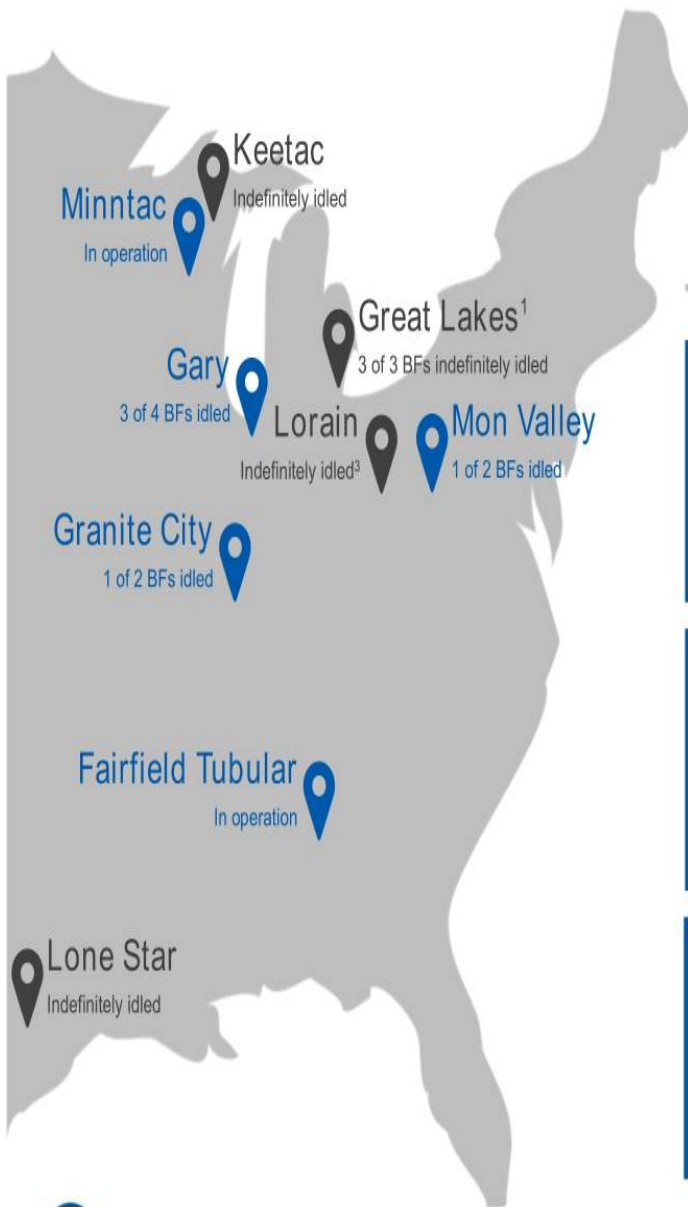 Keetac
Indefinitely idled
Minntac
In operation
Great Lakes¹
3 of 3 BFs indefinitely idled
Gary
3 of 4 BFs idled
Lorain
Indefinitely idled³
Mon Valley
1 of 2 BFs idled
Granite City
1 of 2 BFs idled
Fairfield Tubular
In operation
Lone Star
Indefinitely idled